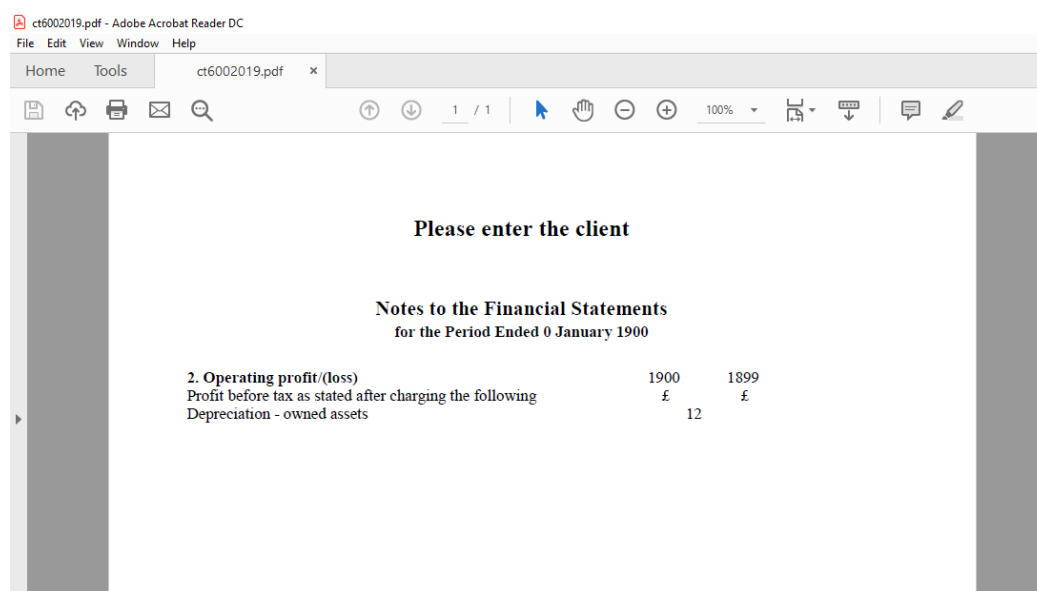 ct6002019.pdf - Adobe Acrobat Reader DC
File Edit View Window Help
Home Tools ct6002019.pdf ×
1 / 1 100%
Please enter the client
Notes to the Financial Statements
for the Period Ended 0 January 1900
2. Operating profit/(loss) 1900 1899
Profit before tax as stated after charging the following £ £
Depreciation - owned assets 12